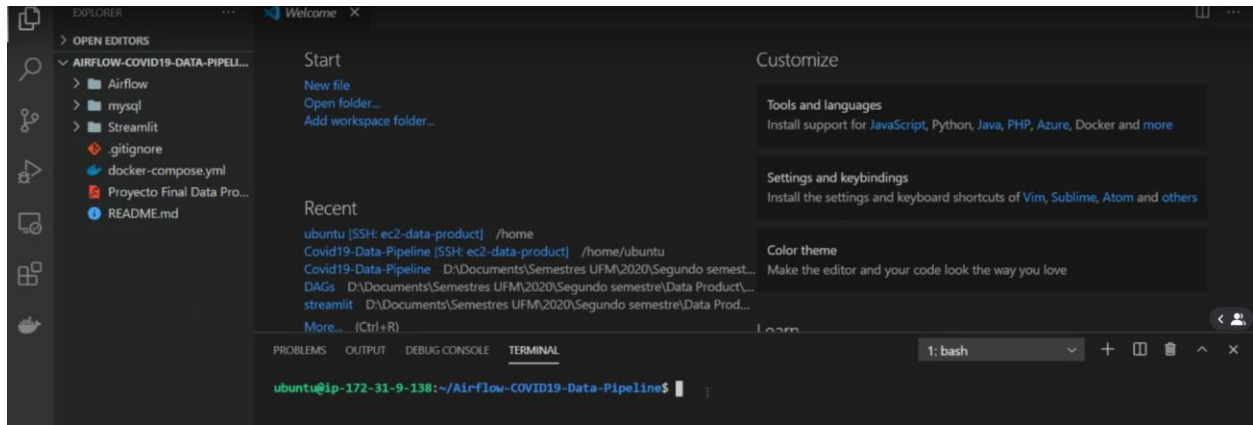 EXPLORER
OPEN EDITORS
AIRFLOW-COVID19-DATA-PIPELI...
Airflow
mysql
Streamlit
.gitignore
docker-compose.yml
Proyecto Final Data Pro...
README.md
Welcome
Start
New file
Open folder...
Add workspace folder...
Recent
ubuntu [SSH: ec2-data-product] /home
Covid19-Data-Pipeline [SSH: ec2-data-product] /home/ubuntu
Covid19-Data-Pipeline D:\Documents\Semestres UFM\2020\Segundo semest...
DAGs D:\Documents\Semestres UFM\2020\Segundo semestre\Data Product\...
streamlit D:\Documents\Semestres UFM\2020\Segundo semestre\Data Prod...
More... (Ctrl+R)
Customize
Tools and languages
Install support for JavaScript, Python, Java, PHP, Azure, Docker and more
Settings and keybindings
Install the settings and keyboard shortcuts of Vim, Sublime, Atom and others
Color theme
Make the editor and your code look the way you love
Learn
PROBLEMS OUTPUT DEBUG CONSOLE TERMINAL
1: bash
ubuntu@ip-172-31-9-138:~/Airflow-COVID19-Data-Pipeline$